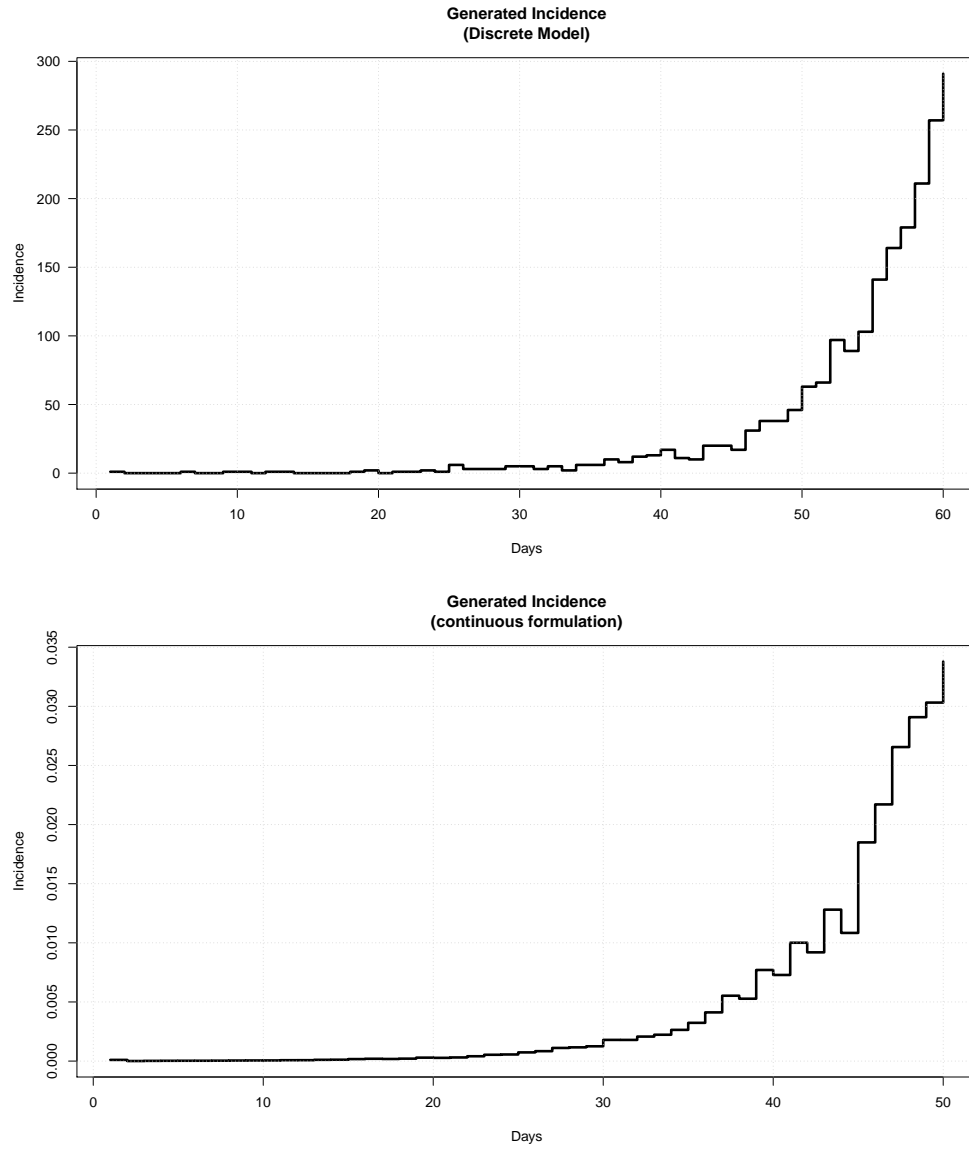 Generated Incidence
(Discrete Model)
300
250
200
150
100
50
0
Incidence
0 10 20 30 40 50 60
Days
Generated Incidence
(continuous formulation)
0.035
0.030
0.025
0.020
0.015
0.010
0.005
0.000
Incidence
0 10 20 30 40 50
Days